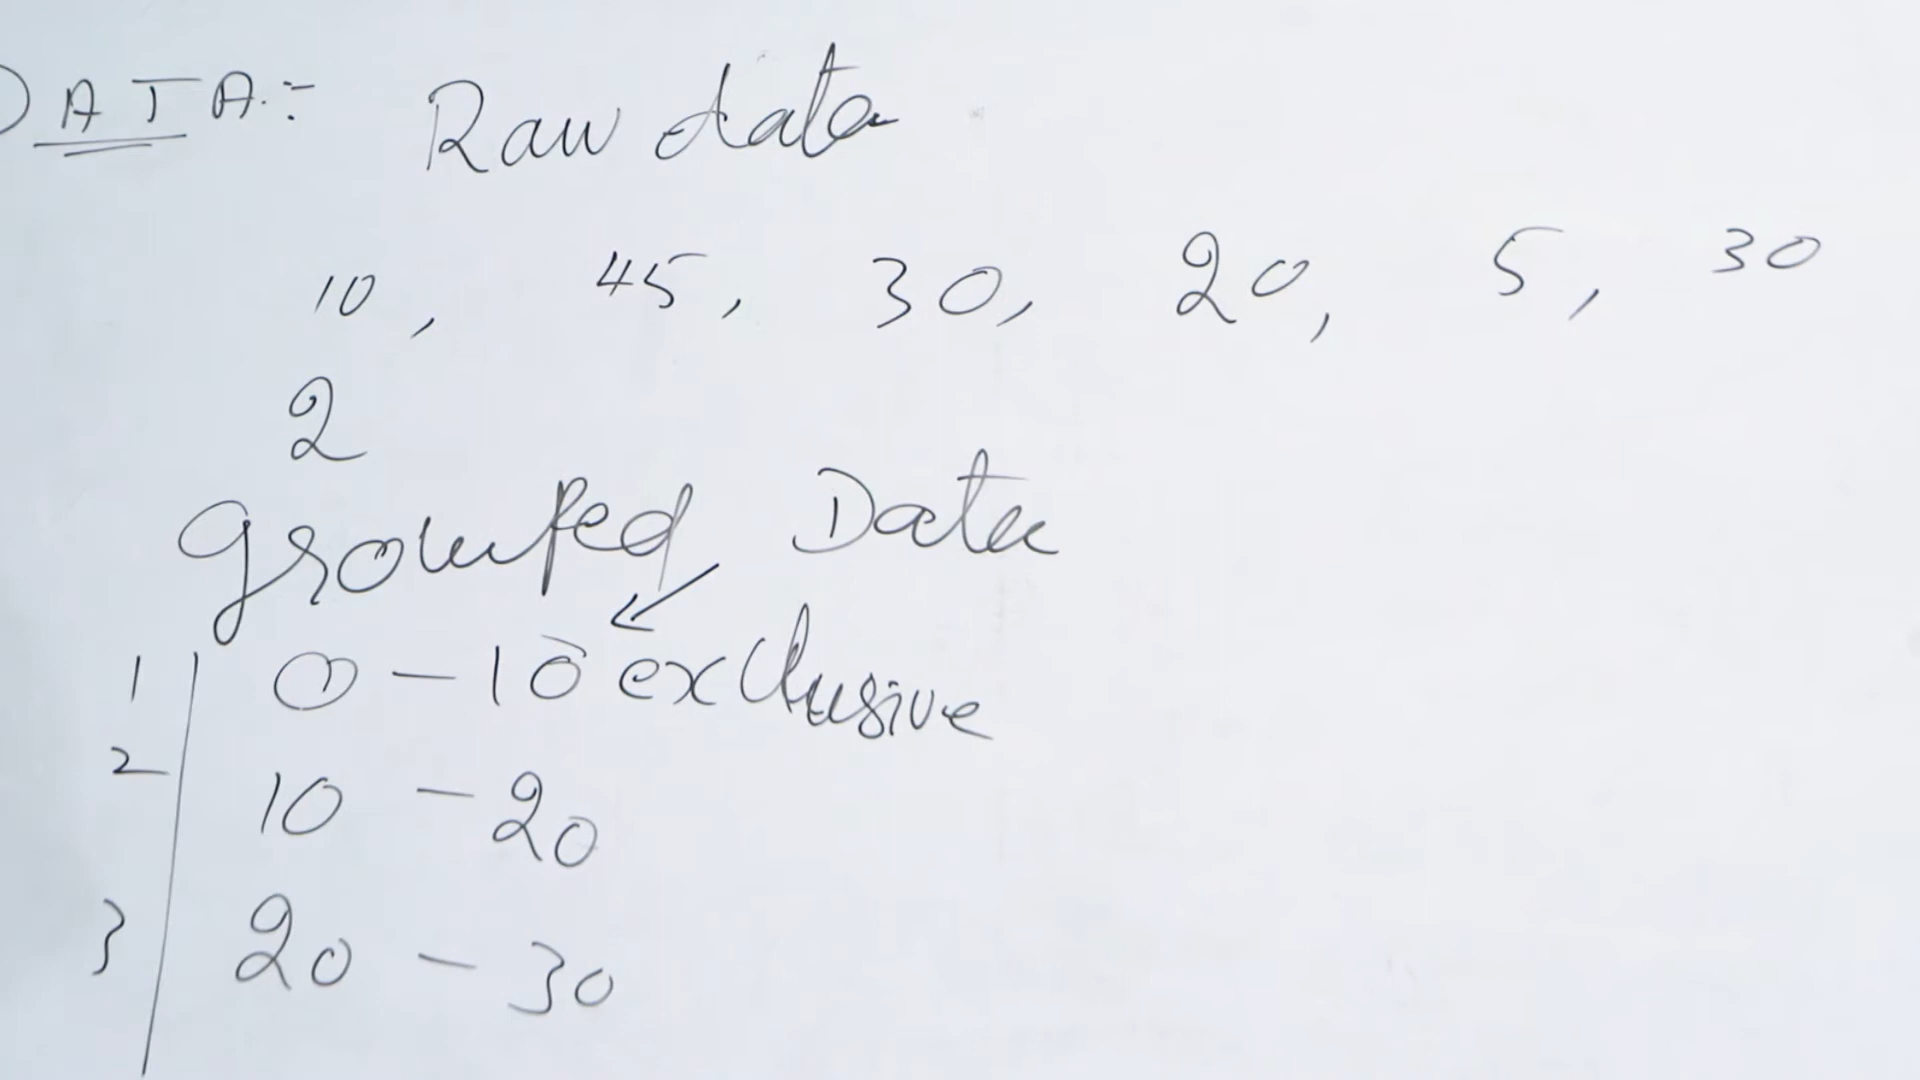 DATA:-
Raw data
10, 45, 30, 20, 5, 30
2
grouped Data
1 0-10 exclusive
2 10-20
3 20-30